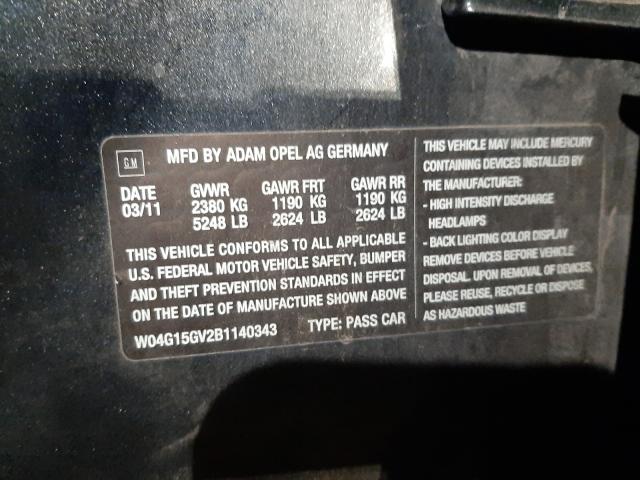 GM
MFD BY ADAM OPEL AG GERMANY
DATE GVWR GAWR FRT GAWR RR
03/11 2380 KG 1190 KG 1190 KG
5248 LB 2624 LB 2624 LB
THIS VEHICLE CONFORMS TO ALL APPLICABLE
U.S. FEDERAL MOTOR VEHICLE SAFETY, BUMPER
AND THEFT PREVENTION STANDARDS IN EFFECT
ON THE DATE OF MANUFACTURE SHOWN ABOVE
W04G15GV2B1140343 TYPE: PASS CAR
THIS VEHICLE MAY INCLUDE MERCURY
CONTAINING DEVICES INSTALLED BY
THE MANUFACTURER:
- HIGH INTENSITY DISCHARGE
HEADLAMPS
- BACK LIGHTING COLOR DISPLAY
REMOVE DEVICES BEFORE VEHICLE
DISPOSAL. UPON REMOVAL OF DEVICES,
PLEASE REUSE, RECYCLE OR DISPOSE
AS HAZARDOUS WASTE